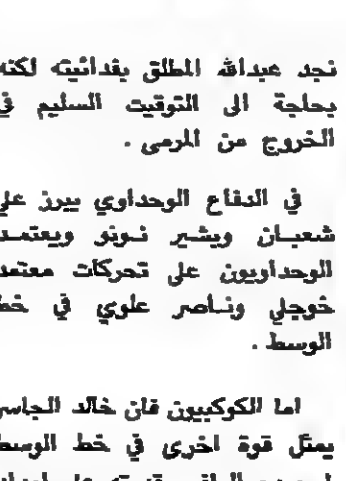 نجد عبدالله المطلق بفدائيته لكنه
بحاجة الى التوقيت السليم في
الخروج من المرمى .
في الدفاع الوحداوي يبرز علي
شعبان وبشير نونو ويعتمد
الوحداويون على تحركات معتمد
خوجلي وناصر علوي في خط
الوسط .
اما الكوكبيون فان خالد الجاسر
يمثل قوة اخرى في خط الوسط